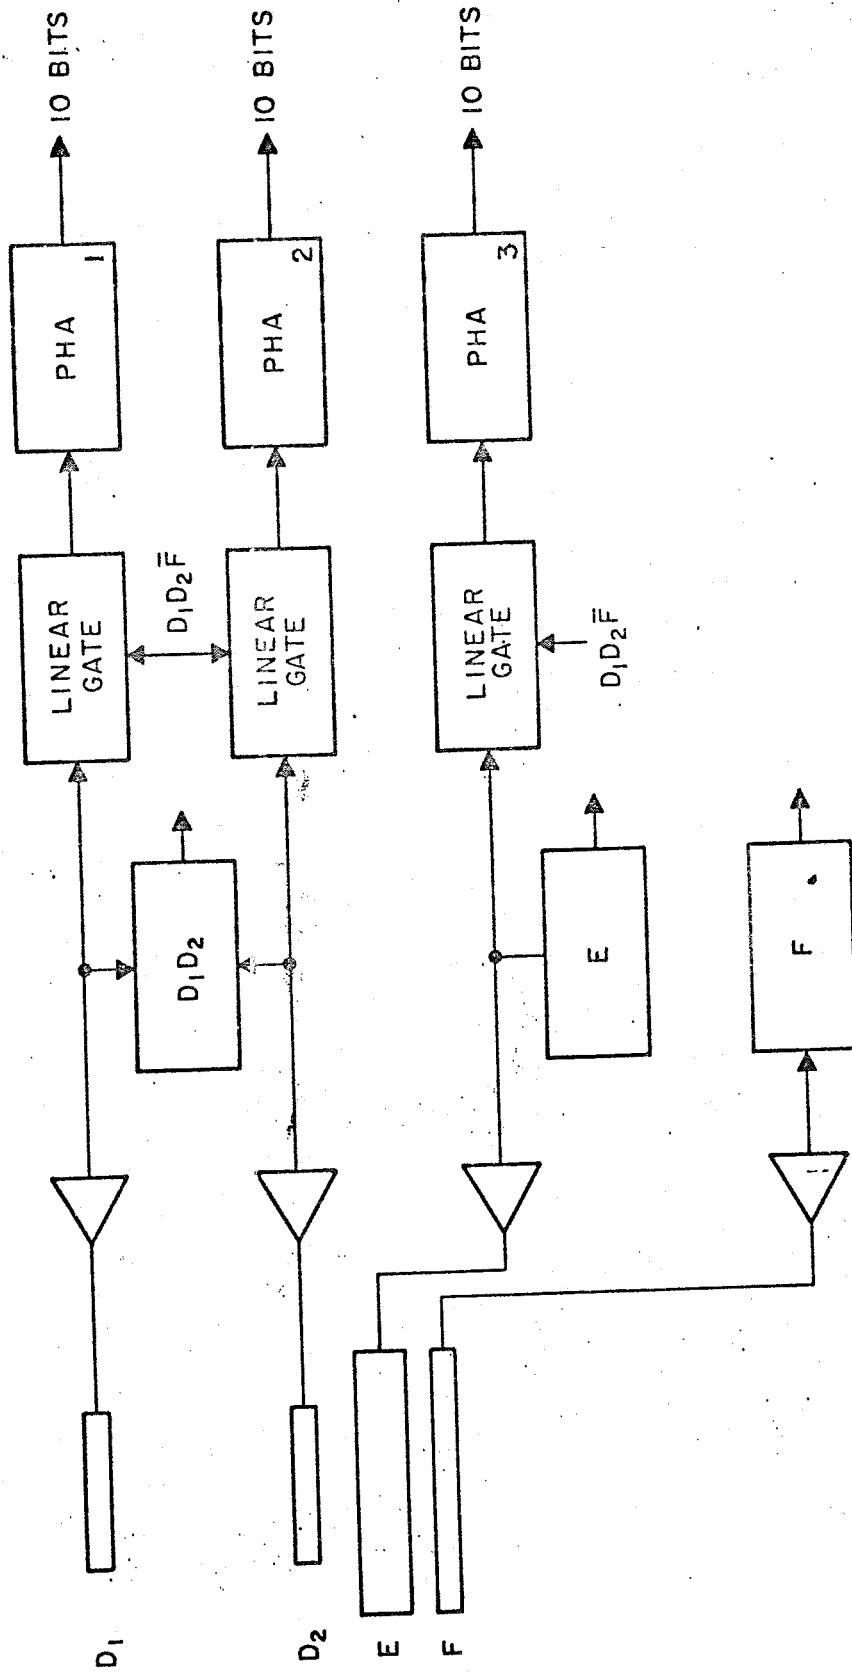 D₁
LINEAR
GATE
PHA
1
10 BITS
D₁D₂
D₁D₂F̅
D₂
LINEAR
GATE
PHA
2
10 BITS
E
LINEAR
GATE
PHA
3
10 BITS
E
D₁D₂F̅
F
F